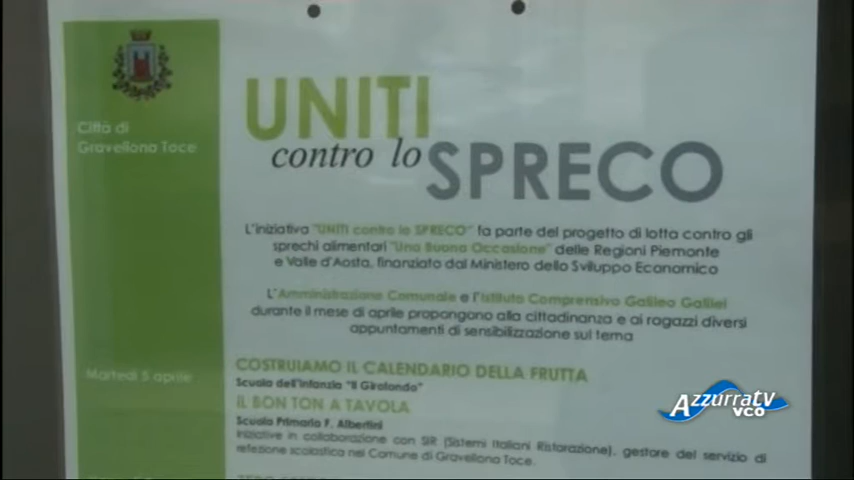 Città di
Gravellona Toce
UNITI
contro lo SPRECO
L'iniziativa "UNITI contro lo SPRECO" fa parte del progetto di lotta contro gli
sprechi alimentari "Una Buona Occasione" delle Regioni Piemonte
e Valle d'Aosta, finanziato dal Ministero dello Sviluppo Economico
L'Amministrazione Comunale e l'Istituto Comprensivo Galileo Galilei
durante il mese di aprile propongono alla cittadinanza e ai ragazzi diversi
appuntamenti di sensibilizzazione sul tema
Martedì 5 aprile
COSTRUIAMO IL CALENDARIO DELLA FRUTTA
Scuola dell'infanzia "Il Girotondo"
IL BON TON A TAVOLA
Scuola Primaria F. Albertini
Iniziative in collaborazione con SIR (Sistemi Italiani Ristorazione), gestore del servizio di
refezione scolastica nel Comune di Gravellona Toce.
Azzurra tv
VCO